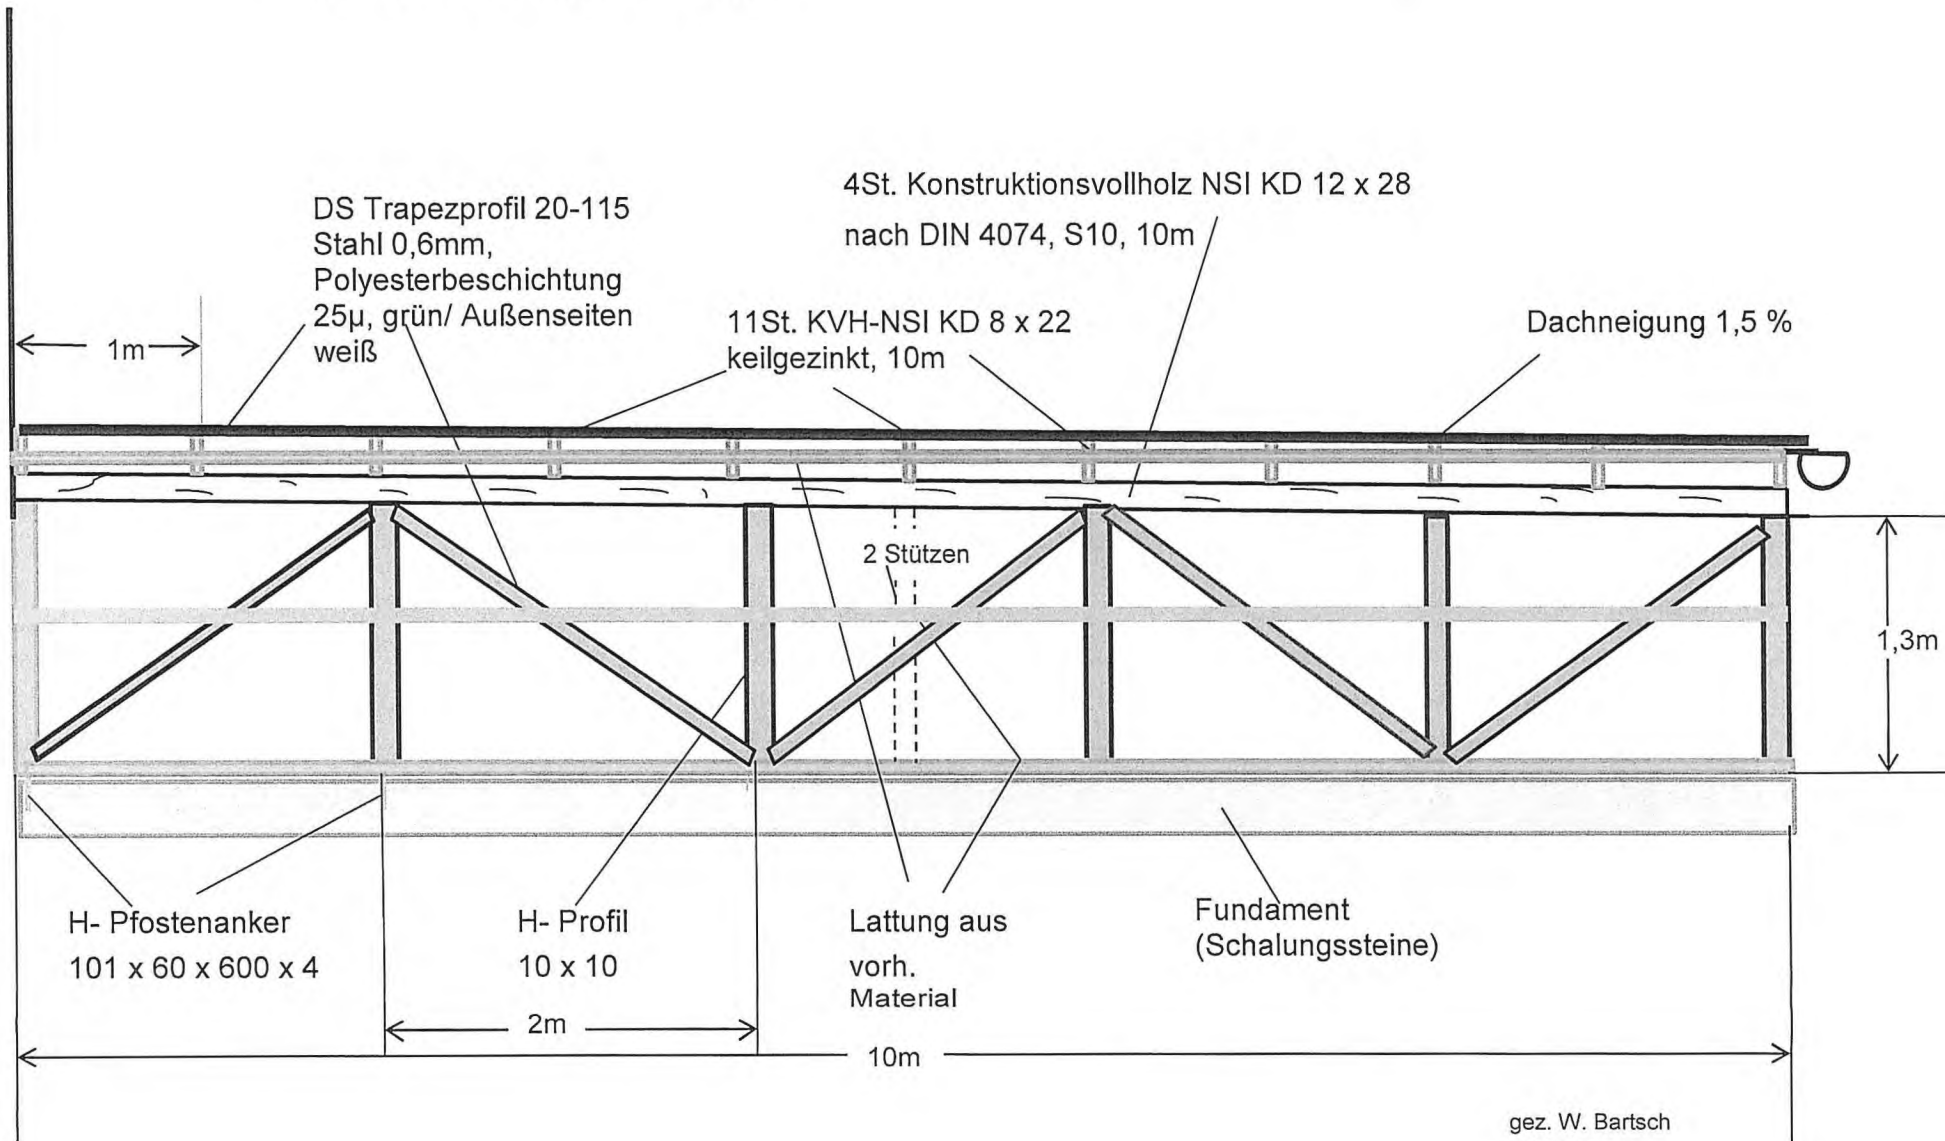 DS Trapezprofil 20-115
Stahl 0,6mm,
Polyesterbeschichtung
25µ, grün/ Außenseiten
weiß
4St. Konstruktionsvollholz NSI KD 12 x 28
nach DIN 4074, S10, 10m
11St. KVH-NSI KD 8 x 22
keilgezinkt, 10m
Dachneigung 1,5 %
1m
2 Stützen
1,3m
H- Pfostenanker
101 x 60 x 600 x 4
H- Profil
10 x 10
Lattung aus
vorh.
Material
Fundament
(Schalungssteine)
2m
10m
gez. W. Bartsch